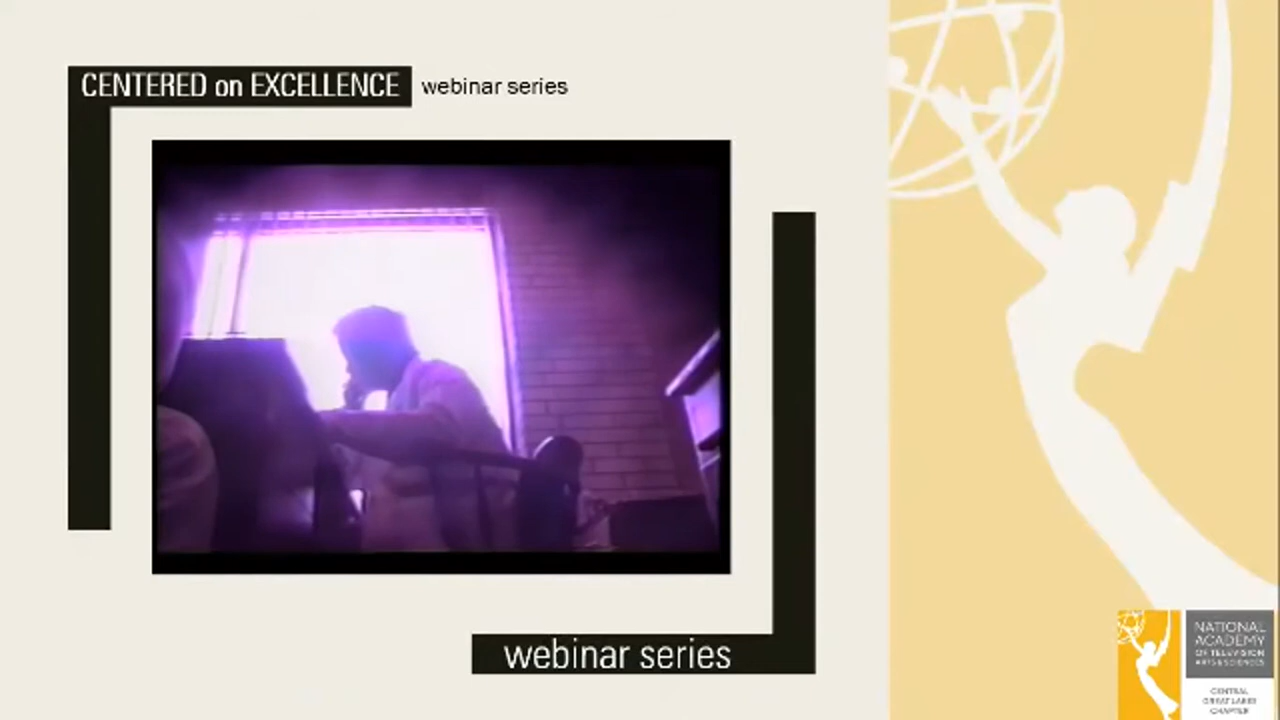 CENTERED on EXCELLENCE webinar series
webinar series
NATIONAL
ACADEMY
OF TELEVISION
ARTS & SCIENCES
CENTRAL
GREAT LAKES
CHAPTER